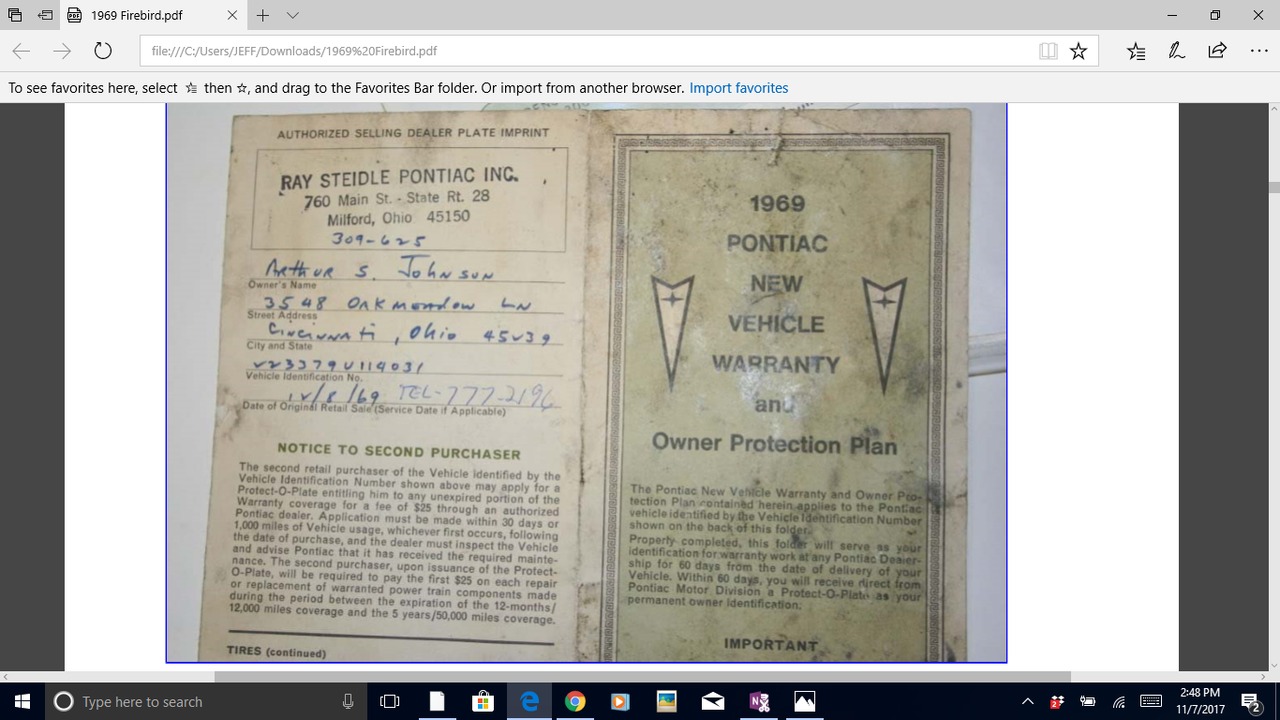 1969 Firebird.pdf
file:///C:/Users/JEFF/Downloads/1969%20Firebird.pdf
To see favorites here, select then ☆, and drag to the Favorites Bar folder. Or import from another browser. Import favorites
AUTHORIZED SELLING DEALER PLATE IMPRINT
RAY STEIDLE PONTIAC INC.
760 Main St. - State Rt. 28
Milford, Ohio 45150
309-625
Arthur S. Johnson
Owner's Name
3548 Oakmeadow LN
Street Address
Cincinnati, Ohio 45239
City and State
223379U114031
Vehicle Identification No.
12/8/69 TEL-777-2196
Date of Original Retail Sale (Service Date if Applicable)
NOTICE TO SECOND PURCHASER
The second retail purchaser of the Vehicle identified by the
Vehicle Identification Number shown above may apply for a
Protect-O-Plate entitling him to any unexpired portion of the
Warranty coverage for a fee of $25 through an authorized
Pontiac dealer. Application must be made within 30 days or
1,000 miles of Vehicle usage, whichever first occurs, following
the date of purchase, and the dealer must inspect the Vehicle
and advise Pontiac that it has received the required mainte-
nance. The second purchaser, upon issuance of the Protect-
O-Plate, will be required to pay the first $25 on each repair
or replacement of warranted power train components made
during the period between the expiration of the 12-months/
12,000 miles coverage and the 5 years/50,000 miles coverage.
TIRES (continued)
1969
PONTIAC
NEW
VEHICLE
WARRANTY
and
Owner Protection Plan
The Pontiac New Vehicle Warranty and Owner Pro-
tection Plan contained herein applies to the Pontiac
vehicle identified by the Vehicle Identification Number
shown on the back of this folder.
Properly completed, this folder will serve as your
identification for warranty work at any Pontiac Dealer-
ship for 60 days from the date of delivery of your
Vehicle. Within 60 days, you will receive direct from
Pontiac Motor Division a Protect-O-Plate as your
permanent owner identification.
IMPORTANT
Type here to search
2:48 PM
11/7/2017